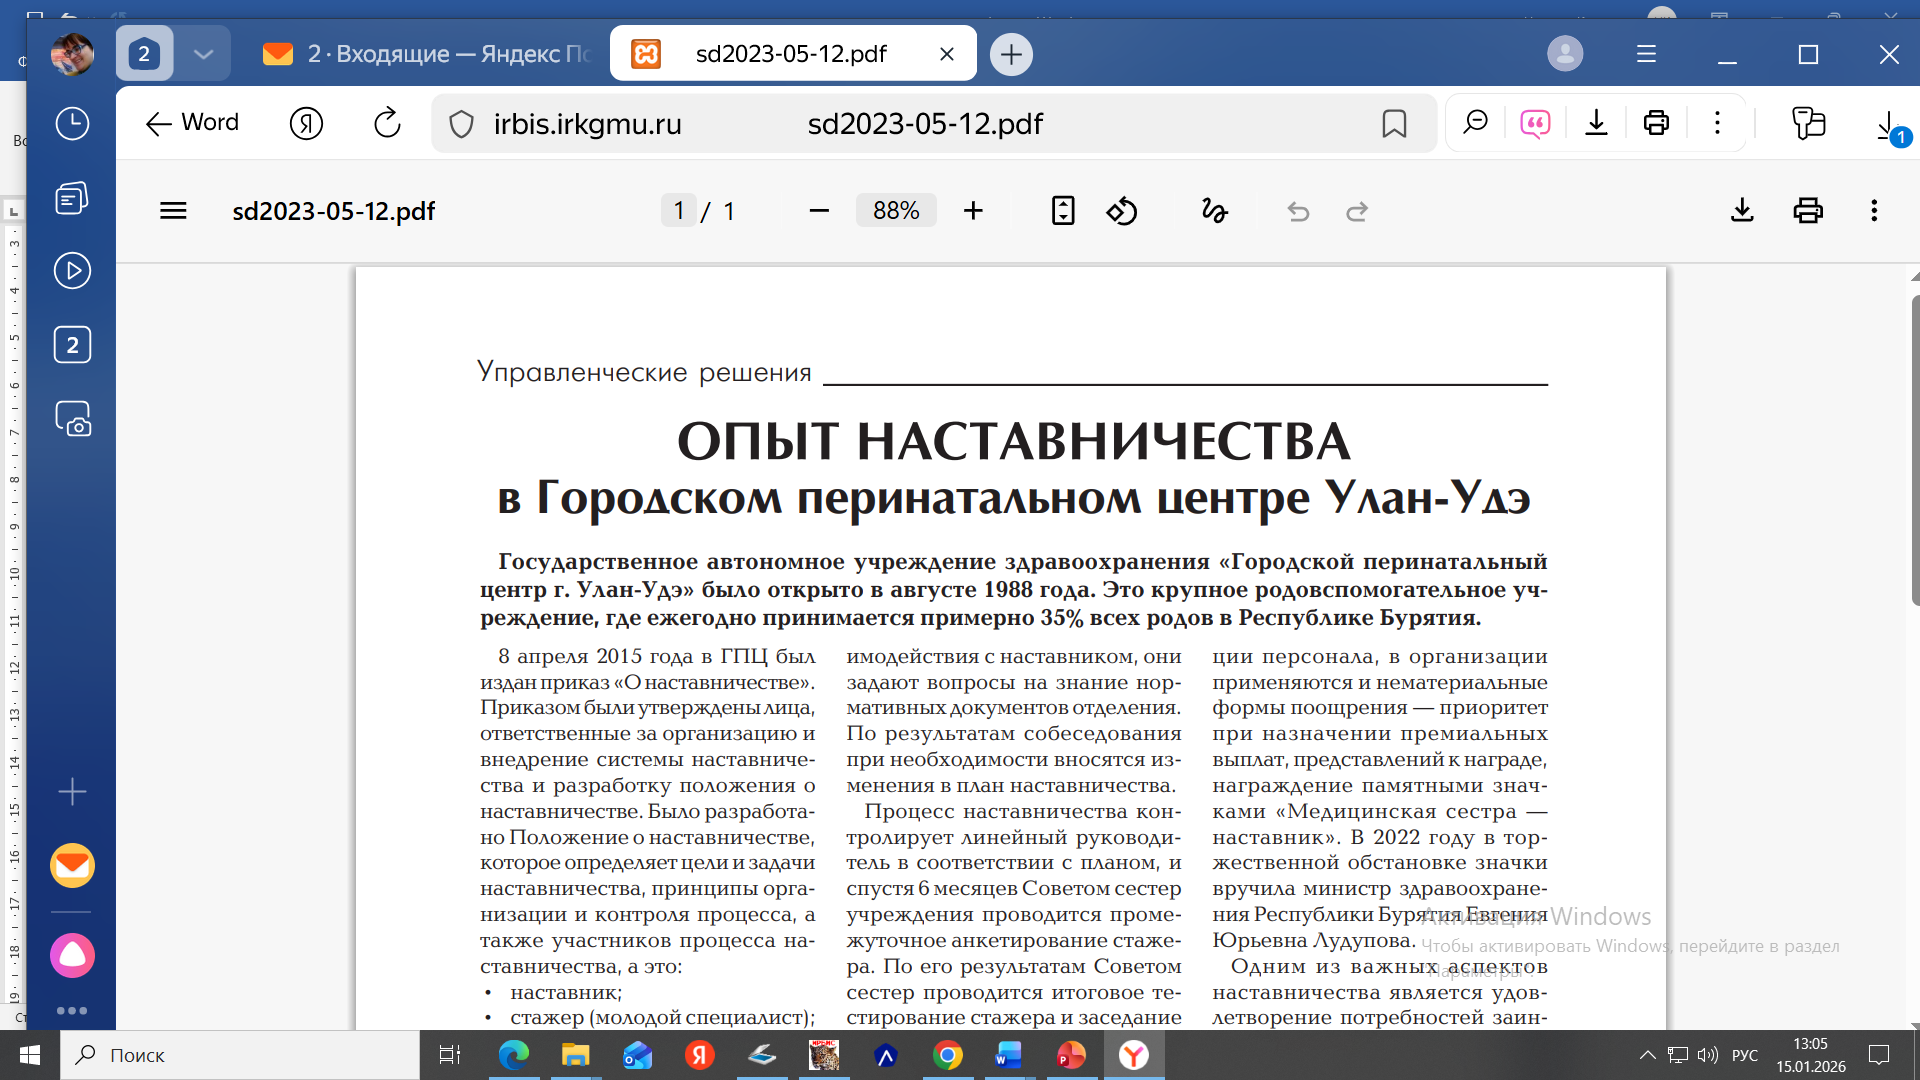 2
2 · Входящие — Яндекс По
sd2023-05-12.pdf
Word
irbis.irkgmu.ru
sd2023-05-12.pdf
1
2
sd2023-05-12.pdf
1 / 1
88%
Управленческие решения
ОПЫТ НАСТАВНИЧЕСТВА
в Городском перинатальном центре Улан-Удэ
Государственное автономное учреждение здравоохранения «Городской перинатальный
центр г. Улан-Удэ» было открыто в августе 1988 года. Это крупное родовспомогательное уч-
реждение, где ежегодно принимается примерно 35% всех родов в Республике Бурятия.
8 апреля 2015 года в ГПЦ был
издан приказ «О наставничестве».
Приказом были утверждены лица,
ответственные за организацию и
внедрение системы наставниче-
ства и разработку положения о
наставничестве. Было разработа-
но Положение о наставничестве,
которое определяет цели и задачи
наставничества, принципы орга-
низации и контроля процесса, а
также участников процесса на-
ставничества, а это:
• наставник;
• стажер (молодой специалист);
имодействия с наставником, они
задают вопросы на знание нор-
мативных документов отделения.
По результатам собеседования
при необходимости вносятся из-
менения в план наставничества.
Процесс наставничества кон-
тролирует линейный руководи-
тель в соответствии с планом, и
спустя 6 месяцев Советом сестер
учреждения проводится проме-
жуточное анкетирование стаже-
ра. По его результатам Советом
сестер проводится итоговое те-
стирование стажера и заседание
ции персонала, в организации
применяются и нематериальные
формы поощрения — приоритет
при назначении премиальных
выплат, представлений к награде,
награждение памятными знач-
ками «Медицинская сестра —
наставник». В 2022 году в тор-
жественной обстановке значки
вручила министр здравоохране-
ния Республики Бурятия Евгения
Юрьевна Лудупова.
Одним из важных аспектов
наставничества является удов-
летворение потребностей заин-
Активация Windows
Чтобы активировать Windows, перейдите в раздел
"Параметры".
Поиск
РУС
13:05
15.01.2026